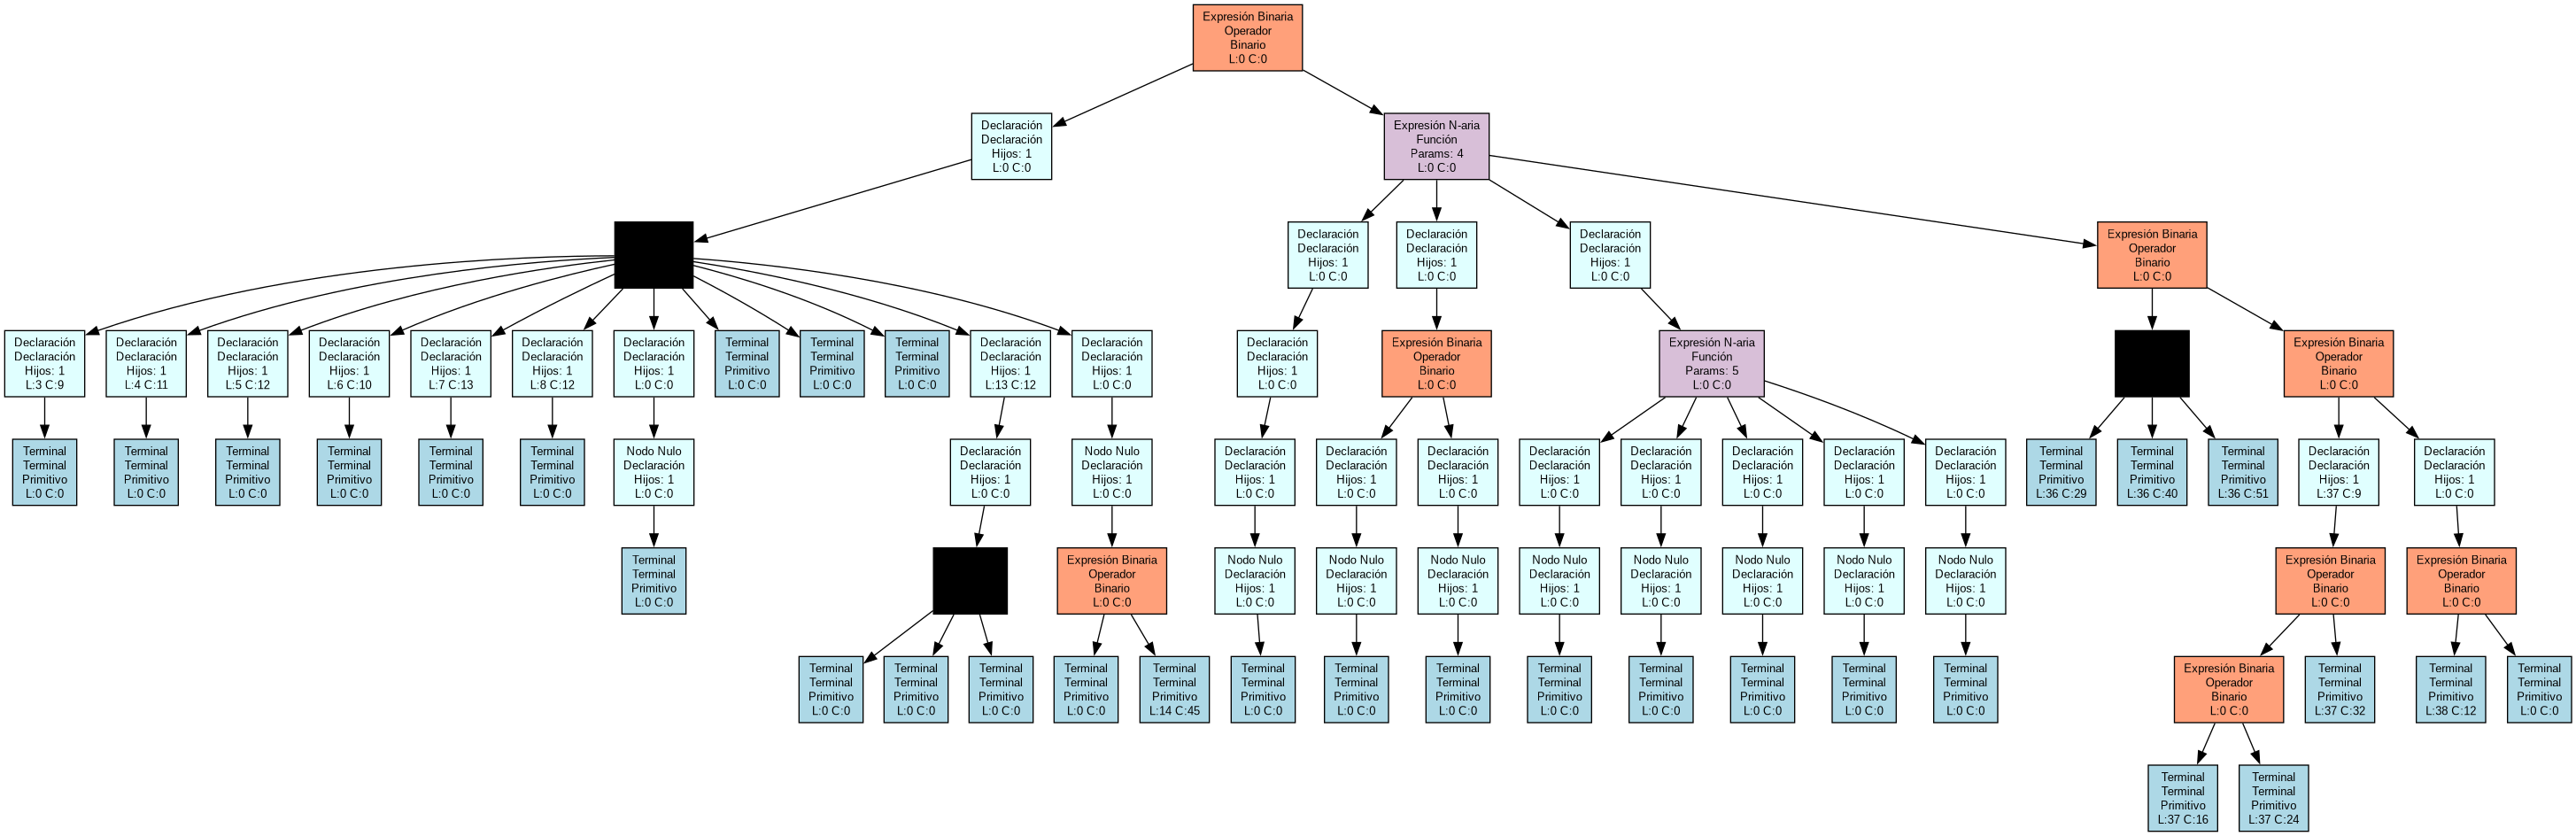 Expresión Binaria
Operador
Binario
L:0 C:0
Declaración
Declaración
Hijos: 1
L:0 C:0
Expresión N-aria
Función
Params: 4
L:0 C:0
Declaración
Declaración
Hijos: 1
L:0 C:0
Declaración
Declaración
Hijos: 1
L:0 C:0
Declaración
Declaración
Hijos: 1
L:0 C:0
Expresión Binaria
Operador
Binario
L:0 C:0
Declaración
Declaración
Hijos: 1
L:3 C:9
Declaración
Declaración
Hijos: 1
L:4 C:11
Declaración
Declaración
Hijos: 1
L:5 C:12
Declaración
Declaración
Hijos: 1
L:6 C:10
Declaración
Declaración
Hijos: 1
L:7 C:13
Declaración
Declaración
Hijos: 1
L:8 C:12
Declaración
Declaración
Hijos: 1
L:0 C:0
Terminal
Terminal
Primitivo
L:0 C:0
Terminal
Terminal
Primitivo
L:0 C:0
Terminal
Terminal
Primitivo
L:0 C:0
Declaración
Declaración
Hijos: 1
L:13 C:12
Declaración
Declaración
Hijos: 1
L:0 C:0
Declaración
Declaración
Hijos: 1
L:0 C:0
Expresión Binaria
Operador
Binario
L:0 C:0
Expresión N-aria
Función
Params: 5
L:0 C:0
Expresión Binaria
Operador
Binario
L:0 C:0
Terminal
Terminal
Primitivo
L:0 C:0
Terminal
Terminal
Primitivo
L:0 C:0
Terminal
Terminal
Primitivo
L:0 C:0
Terminal
Terminal
Primitivo
L:0 C:0
Terminal
Terminal
Primitivo
L:0 C:0
Terminal
Terminal
Primitivo
L:0 C:0
Nodo Nulo
Declaración
Hijos: 1
L:0 C:0
Declaración
Declaración
Hijos: 1
L:0 C:0
Nodo Nulo
Declaración
Hijos: 1
L:0 C:0
Declaración
Declaración
Hijos: 1
L:0 C:0
Declaración
Declaración
Hijos: 1
L:0 C:0
Declaración
Declaración
Hijos: 1
L:0 C:0
Declaración
Declaración
Hijos: 1
L:0 C:0
Declaración
Declaración
Hijos: 1
L:0 C:0
Declaración
Declaración
Hijos: 1
L:0 C:0
Declaración
Declaración
Hijos: 1
L:0 C:0
Declaración
Declaración
Hijos: 1
L:0 C:0
Terminal
Terminal
Primitivo
L:36 C:29
Terminal
Terminal
Primitivo
L:36 C:40
Terminal
Terminal
Primitivo
L:36 C:51
Declaración
Declaración
Hijos: 1
L:37 C:9
Declaración
Declaración
Hijos: 1
L:0 C:0
Terminal
Terminal
Primitivo
L:0 C:0
Expresión Binaria
Operador
Binario
L:0 C:0
Nodo Nulo
Declaración
Hijos: 1
L:0 C:0
Nodo Nulo
Declaración
Hijos: 1
L:0 C:0
Nodo Nulo
Declaración
Hijos: 1
L:0 C:0
Nodo Nulo
Declaración
Hijos: 1
L:0 C:0
Nodo Nulo
Declaración
Hijos: 1
L:0 C:0
Nodo Nulo
Declaración
Hijos: 1
L:0 C:0
Nodo Nulo
Declaración
Hijos: 1
L:0 C:0
Nodo Nulo
Declaración
Hijos: 1
L:0 C:0
Expresión Binaria
Operador
Binario
L:0 C:0
Expresión Binaria
Operador
Binario
L:0 C:0
Terminal
Terminal
Primitivo
L:0 C:0
Terminal
Terminal
Primitivo
L:0 C:0
Terminal
Terminal
Primitivo
L:0 C:0
Terminal
Terminal
Primitivo
L:0 C:0
Terminal
Terminal
Primitivo
L:14 C:45
Terminal
Terminal
Primitivo
L:0 C:0
Terminal
Terminal
Primitivo
L:0 C:0
Terminal
Terminal
Primitivo
L:0 C:0
Terminal
Terminal
Primitivo
L:0 C:0
Terminal
Terminal
Primitivo
L:0 C:0
Terminal
Terminal
Primitivo
L:0 C:0
Terminal
Terminal
Primitivo
L:0 C:0
Terminal
Terminal
Primitivo
L:0 C:0
Expresión Binaria
Operador
Binario
L:0 C:0
Terminal
Terminal
Primitivo
L:37 C:32
Terminal
Terminal
Primitivo
L:38 C:12
Terminal
Terminal
Primitivo
L:0 C:0
Terminal
Terminal
Primitivo
L:37 C:16
Terminal
Terminal
Primitivo
L:37 C:24